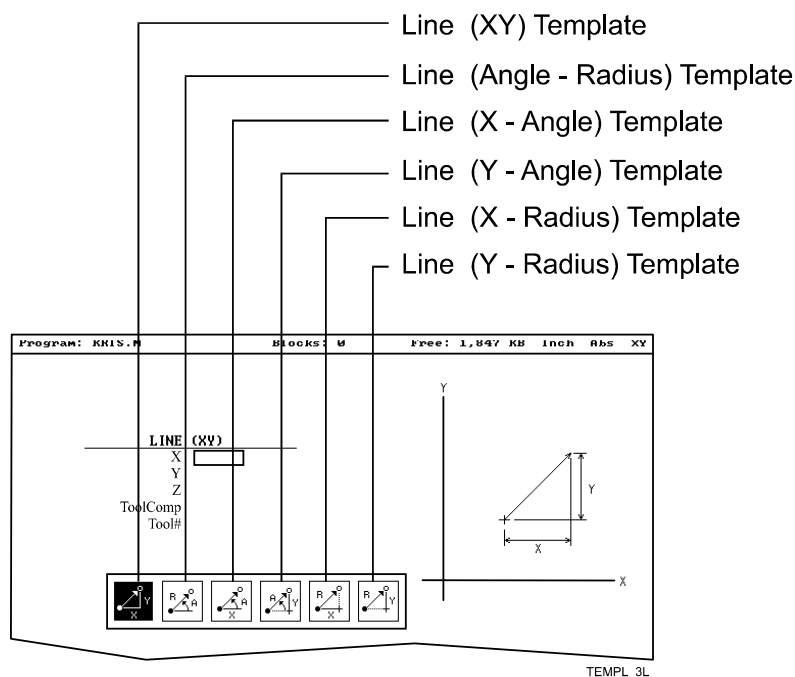 Line (XY) Template
Line (Angle - Radius) Template
Line (X - Angle) Template
Line (Y - Angle) Template
Line (X - Radius) Template
Line (Y - Radius) Template
Program: KRIS.M Blocks: 0 Free: 1,847 KB Inch Abs XY
LINE (XY)
X
Y
Z
ToolComp
Tool#
Y
Y
X
X
Y X
R A
A X
A Y
R X
R Y
TEMPL 3L